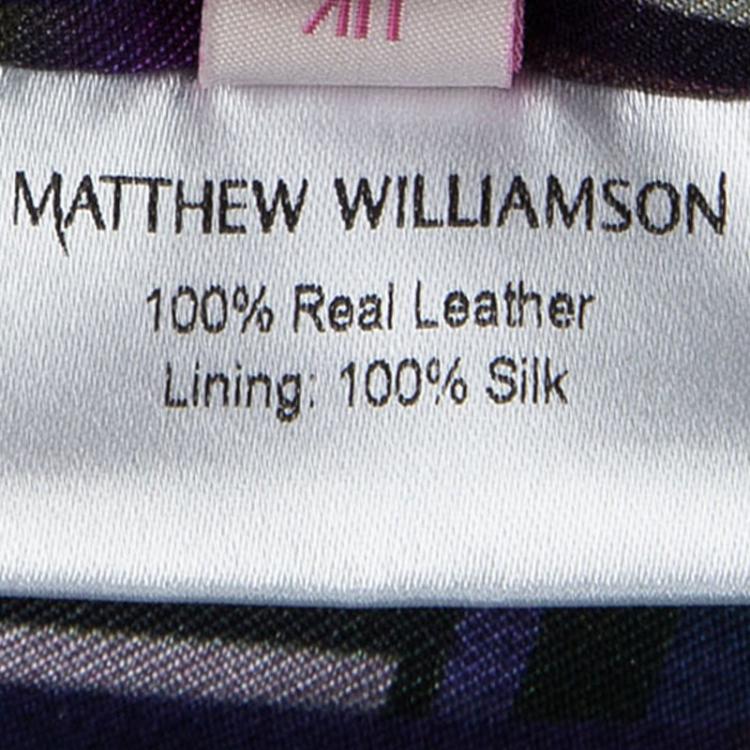 MATTHEW WILLIAMSON
100% Real Leather
Lining: 100% Silk